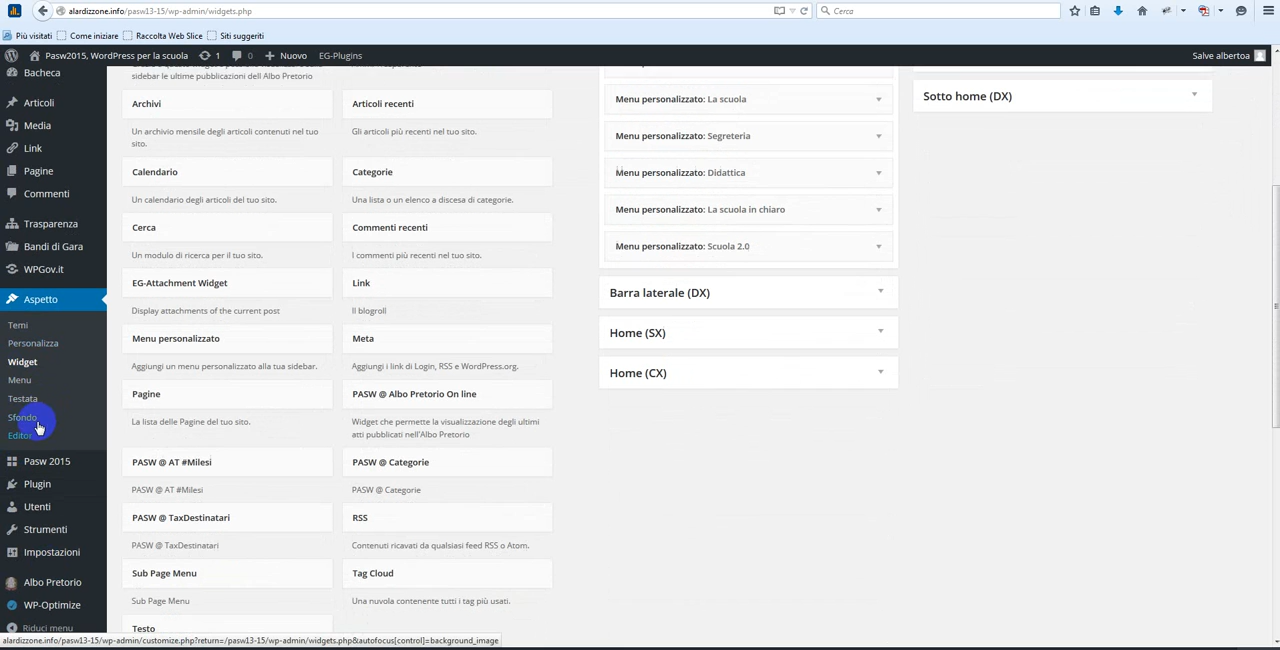 alardizzone.info/pasw13-15/wp-admin/widgets.php
Cerca
Più visitati
Come iniziare
Raccolta Web Slice
Siti suggeriti
Pasw2015, WordPress per la scuola
1
0
Nuovo
EG-Plugins
Salve albertoa
Bacheca
Articoli
Media
Link
Pagine
Commenti
Trasparenza
Bandi di Gara
WPGov.it
Aspetto
Temi
Personalizza
Widget
Menu
Testata
Sfondo
Editor
Pasw 2015
Plugin
Utenti
Strumenti
Impostazioni
Albo Pretorio
WP-Optimize
Riduci menu
sidebar le ultime pubblicazioni dell Albo Pretorio
Archivi
Un archivio mensile degli articoli contenuti nel tuo
sito.
Articoli recenti
Gli articoli più recenti nel tuo sito.
Calendario
Un calendario degli articoli del tuo sito.
Categorie
Una lista o un elenco a discesa di categorie.
Cerca
Un modulo di ricerca per il tuo sito.
Commenti recenti
I commenti più recenti nel tuo sito.
EG-Attachment Widget
Display attachments of the current post
Link
Il blogroll
Menu personalizzato
Aggiungi un menu personalizzato alla tua sidebar.
Meta
Aggiungi i link di Login, RSS e WordPress.org.
Pagine
La lista delle Pagine del tuo sito.
PASW @ Albo Pretorio On line
Widget che permette la visualizzazione degli ultimi
atti pubblicati nell'Albo Pretorio
PASW @ AT #Milesi
PASW @ AT #Milesi
PASW @ Categorie
PASW @ Categorie
PASW @ TaxDestinatari
PASW @ TaxDestinatari
RSS
Contenuti ricavati da qualsiasi feed RSS o Atom.
Sub Page Menu
Sub Page Menu
Tag Cloud
Una nuvola contenente tutti i tag più usati.
Testo
Menu personalizzato: La scuola
Menu personalizzato: Segreteria
Menu personalizzato: Didattica
Menu personalizzato: La scuola in chiaro
Menu personalizzato: Scuola 2.0
Barra laterale (DX)
Home (SX)
Home (CX)
Sotto home (DX)
alardizzone.info/pasw13-15/wp-admin/customize.php?return=/pasw13-15/wp-admin/widgets.php&autofocus[control]=background_image